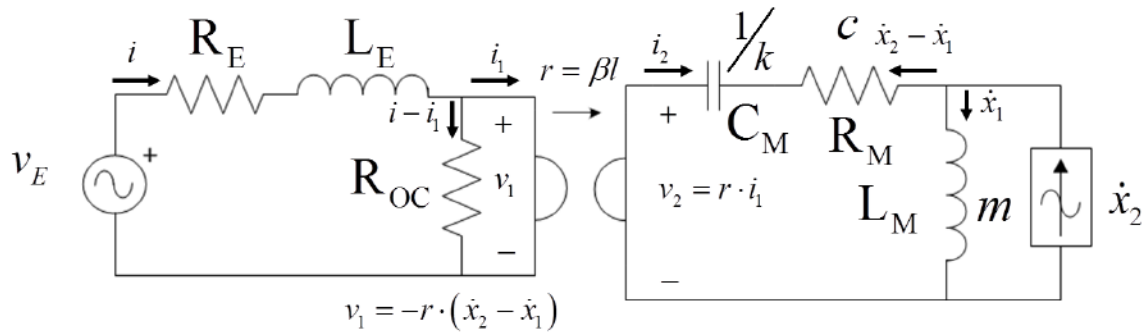 i
R_E
L_E
i_1
r = βl
i_2
1/k
c
ẋ_2 − ẋ_1
i − i_1
ẋ_1
+
+
+
v_E
R_OC
v_1
C_M
R_M
v_2 = r · i_1
L_M
m
ẋ_2
−
−
v_1 = −r · (ẋ_2 − ẋ_1)